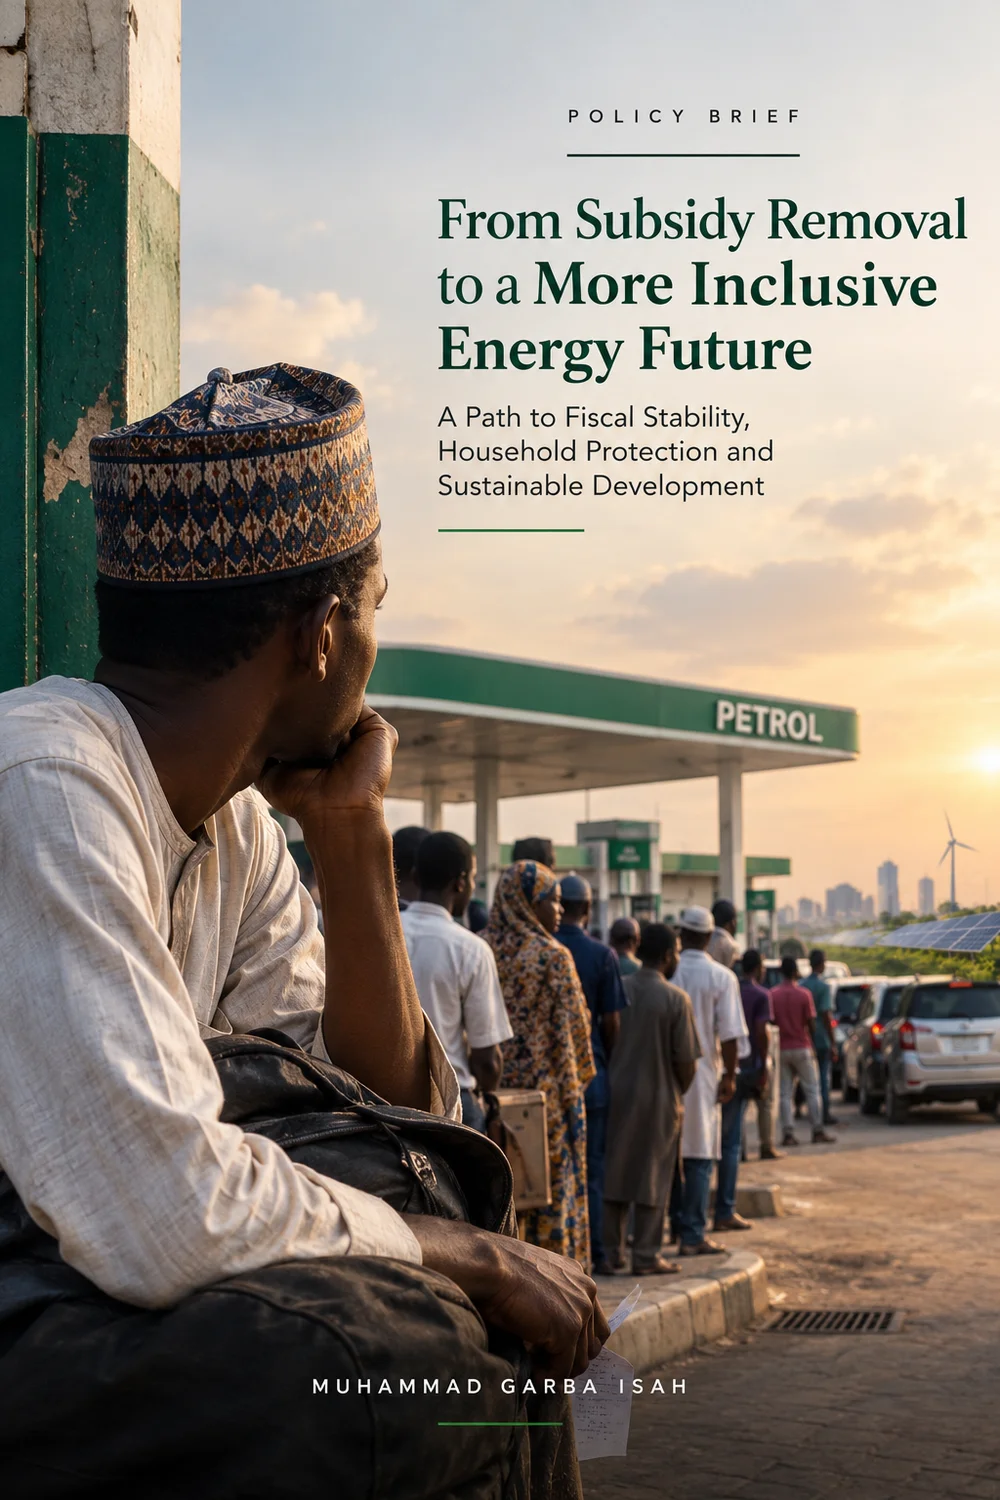 POLICY BRIEF
From Subsidy Removal
to a More Inclusive
Energy Future
A Path to Fiscal Stability,
Household Protection and
Sustainable Development
PETROL
MUHAMMAD GARBA ISAH